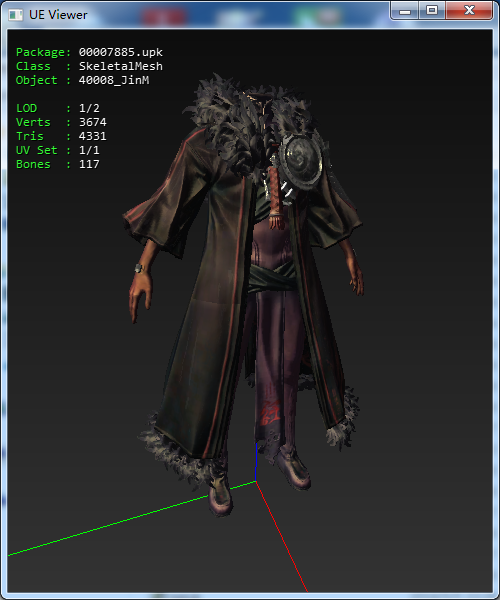 UE Viewer
Package: 00007885.upk
Class : SkeletalMesh
Object : 40008_JinM
LOD : 1/2
Verts : 3674
Tris : 4331
UV Set : 1/1
Bones : 117